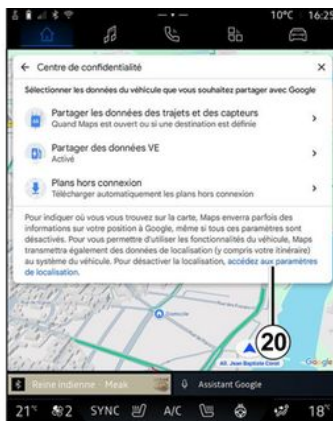 10°C 16:25
← Centre de confidentialité ×
Sélectionner les données du véhicule que vous souhaitez partager avec Google
Partager les données des trajets et des capteurs
Quand Maps est ouvert ou si une destination est définie
Partager des données VE
Activé
Plans hors connexion
Télécharger automatiquement les plans hors connexion
Pour indiquer où vous vous trouvez sur la carte, Maps enverra parfois des
informations sur votre position à Google, même si tous ces paramètres sont
désactivés. Pour vous permettre d'utiliser les fonctionnalités du véhicule, Maps
transmettra également des données de localisation (y compris votre itinéraire)
au système du véhicule. Pour désactiver la localisation, accédez aux paramètres
de localisation.
20
All. Jean Baptiste Corot
Google
Reine indienne - Meak
Assistant Google
21° 2 SYNC A/C 18°